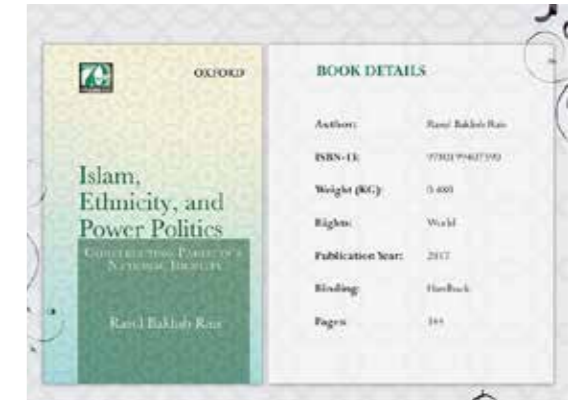 OXFORD
Islam,
Ethnicity, and
Power Politics
Constructing Pakistan's
National Identity
Rasul Bakhsh Rais
BOOK DETAILS
Author: Rasul Bakhsh Rais
ISBN-13:
Weight (KG):
Rights: World
Publication Year: 2017
Binding: Hardback
Pages: